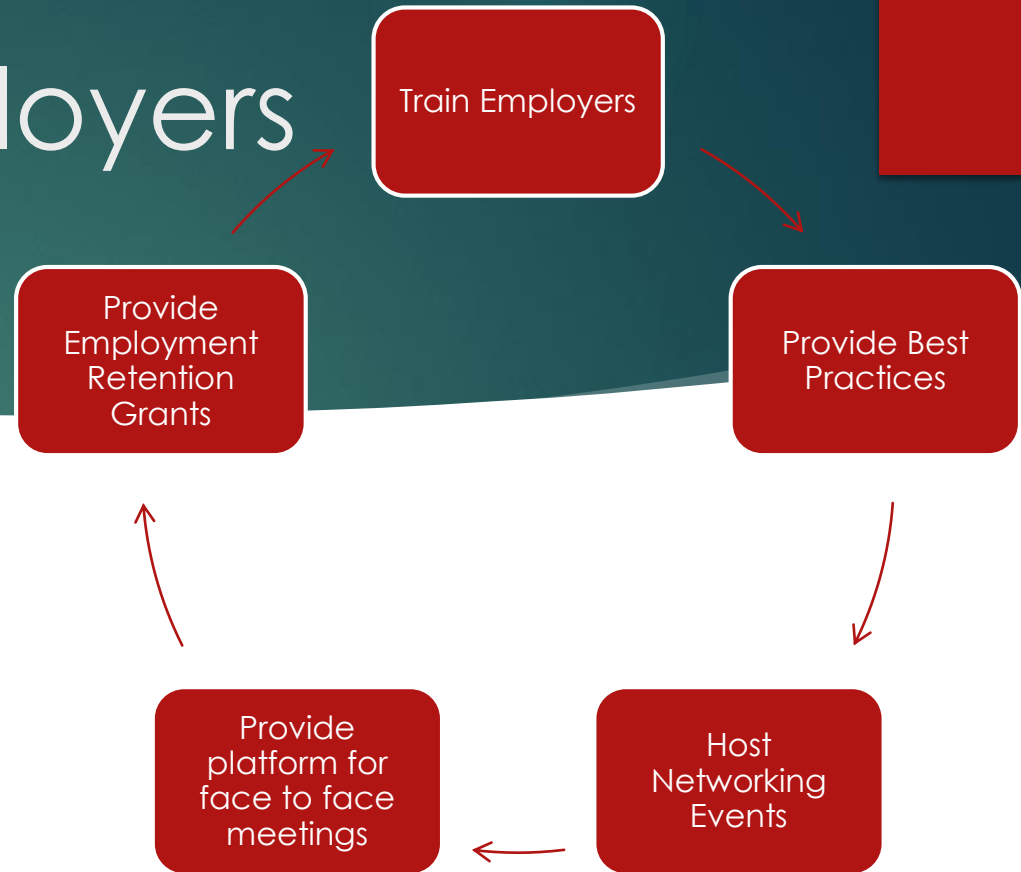 loyers
Train Employers
Provide Best
Practices
Host
Networking
Events
Provide
platform for
face to face
meetings
Provide
Employment
Retention
Grants